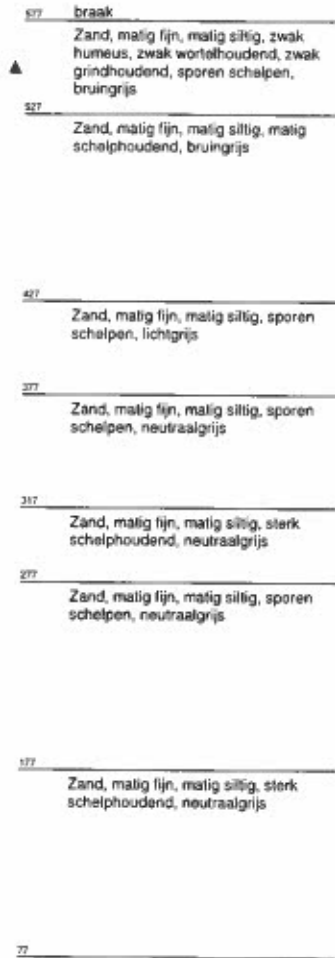 577 braak
Zand, matig fijn, matig siltig, zwak
humeus, zwak wortelhoudend, zwak
grindhoudend, sporen schelpen,
bruingrijs
527
Zand, matig fijn, matig siltig, matig
schelphoudend, bruingrijs
427
Zand, matig fijn, matig siltig, sporen
schelpen, lichtgrijs
377
Zand, matig fijn, matig siltig, sporen
schelpen, neutraalgrijs
317
Zand, matig fijn, matig siltig, sterk
schelphoudend, neutraalgrijs
277
Zand, matig fijn, matig siltig, sporen
schelpen, neutraalgrijs
177
Zand, matig fijn, matig siltig, sterk
schelphoudend, neutraalgrijs
77